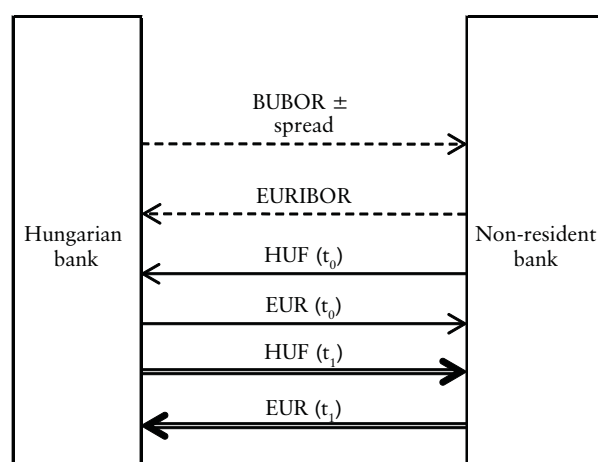 BUBOR ±
spread
EURIBOR
Hungarian
bank
Non-resident
bank
HUF (t₀)
EUR (t₀)
HUF (t₁)
EUR (t₁)